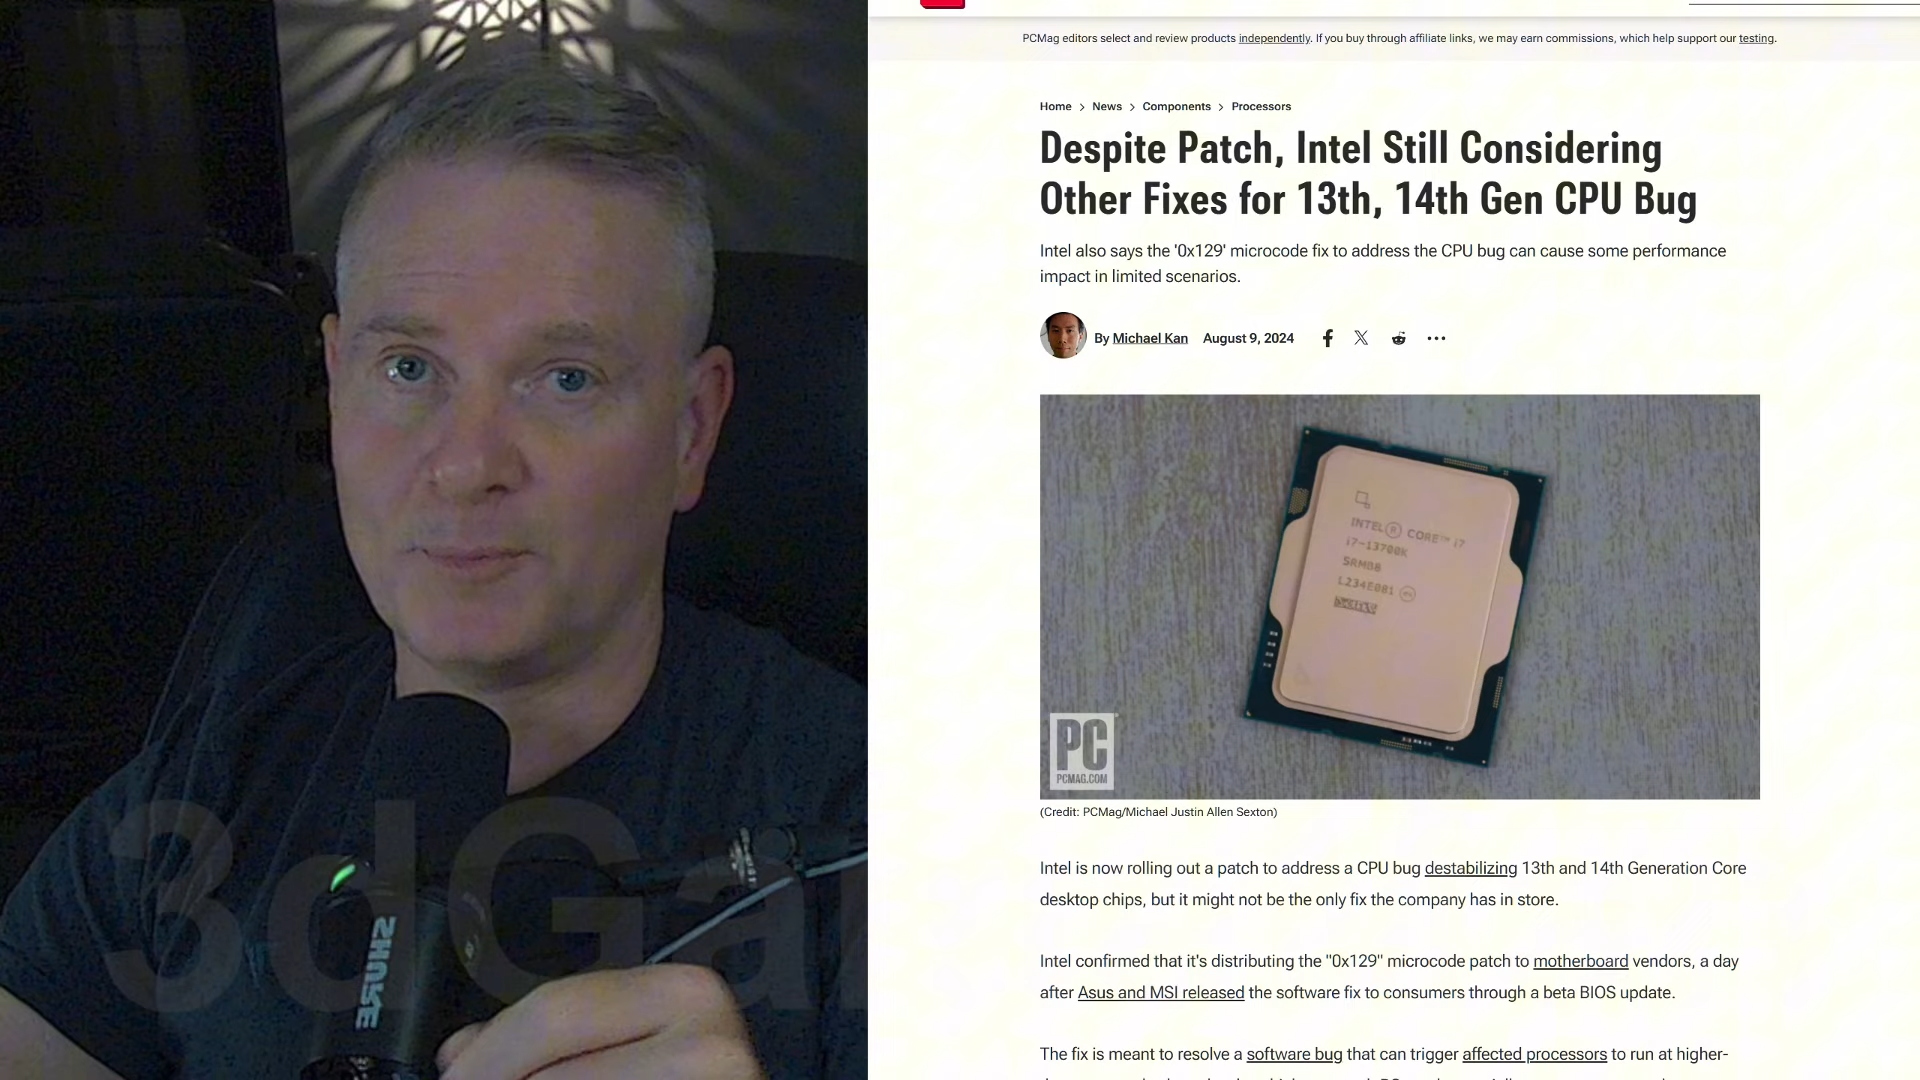 PCMag editors select and review products independently. If you buy through affiliate links, we may earn commissions, which help support our testing.
Home > News > Components > Processors
Despite Patch, Intel Still Considering
Other Fixes for 13th, 14th Gen CPU Bug
Intel also says the '0x129' microcode fix to address the CPU bug can cause some performance
impact in limited scenarios.
By Michael Kan August 9, 2024
INTEL® CORE™ i7
i7-13700K
SRMB8
L234E081
PC
PCMAG.COM
(Credit: PCMag/Michael Justin Allen Sexton)
Intel is now rolling out a patch to address a CPU bug destabilizing 13th and 14th Generation Core
desktop chips, but it might not be the only fix the company has in store.
Intel confirmed that it's distributing the "0x129" microcode patch to motherboard vendors, a day
after Asus and MSI released the software fix to consumers through a beta BIOS update.
The fix is meant to resolve a software bug that can trigger affected processors to run at higher-
3dGa
SHURE